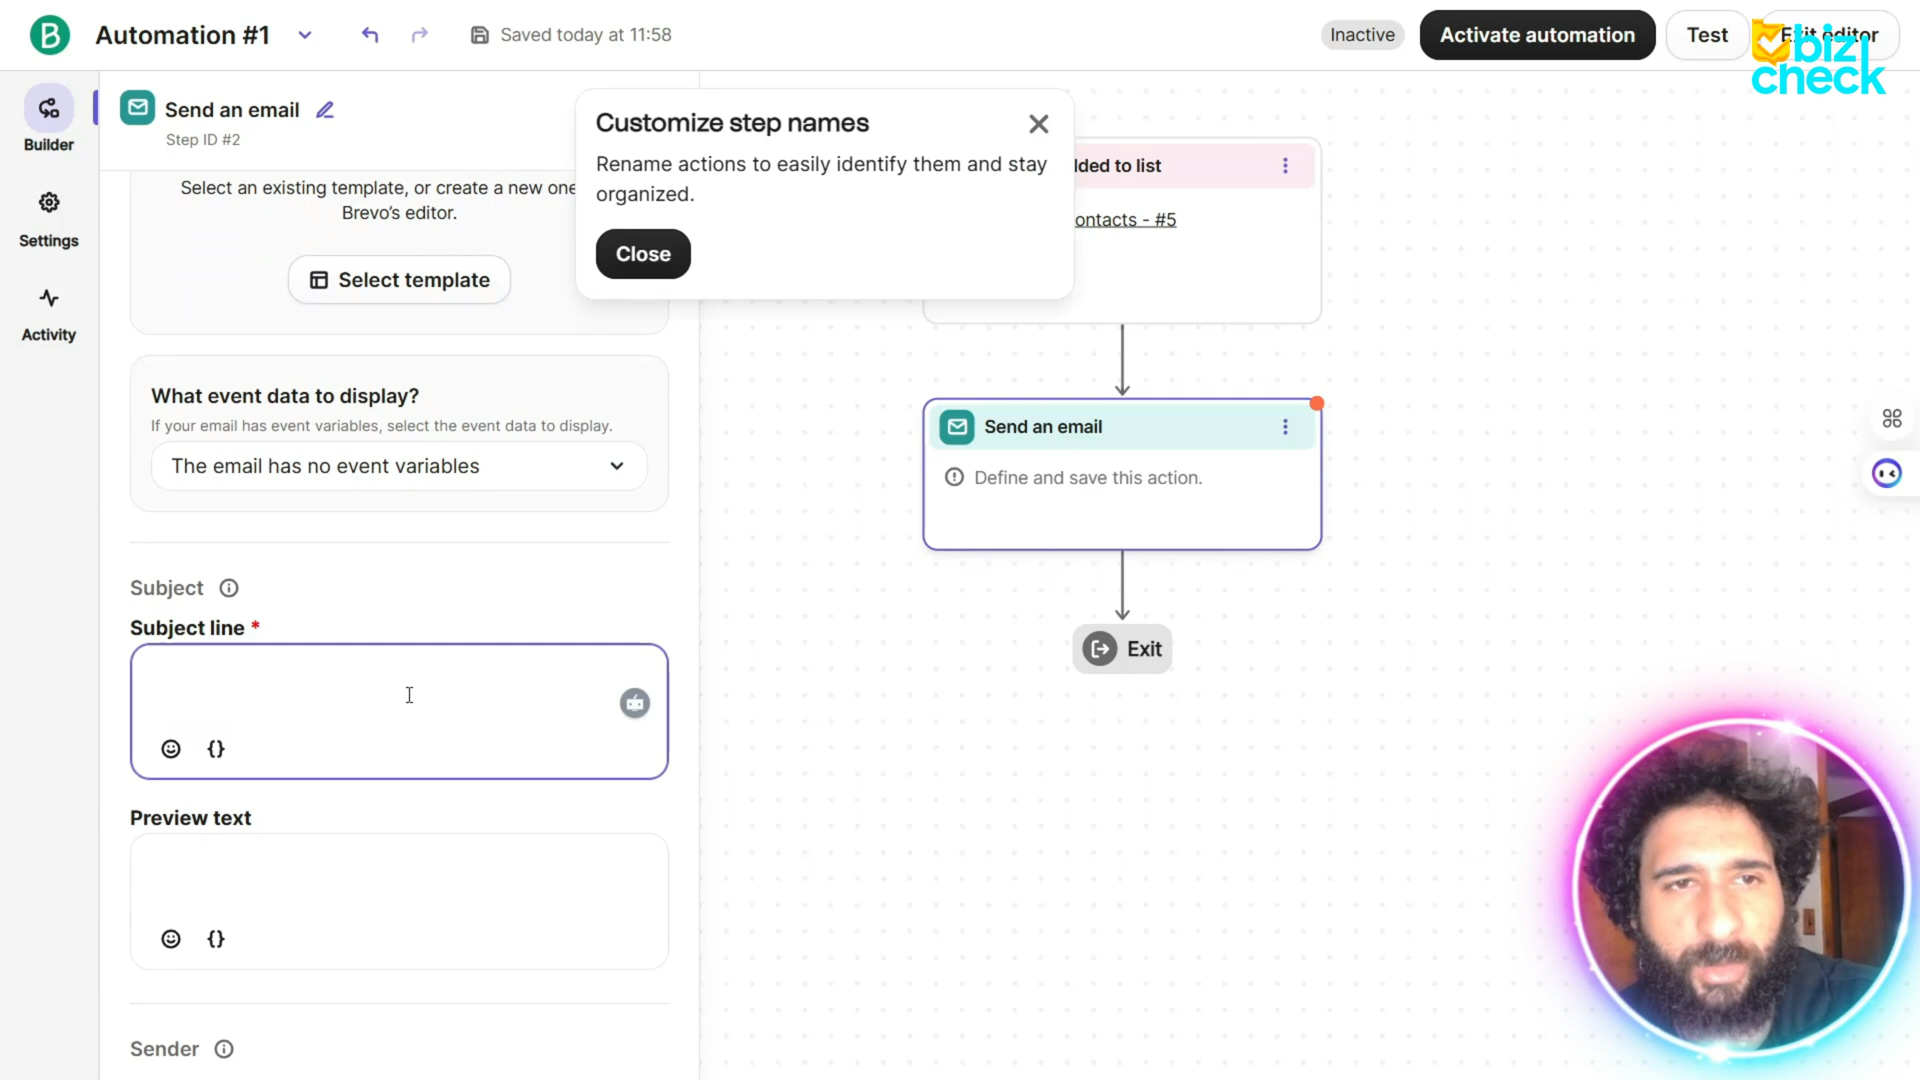 B
Automation #1
Saved today at 11:58
Inactive
Activate automation
Test
Exit editor
bizi
check
Builder
Settings
Activity
Send an email
Step ID #2
Select an existing template, or create a new one
Brevo's editor.
Select template
What event data to display?
If your email has event variables, select the event data to display.
The email has no event variables
Subject
Subject line *
{}
Preview text
{}
Sender
Customize step names
Rename actions to easily identify them and stay
organized.
Close
ded to list
ontacts - #5
Send an email
Define and save this action.
Exit